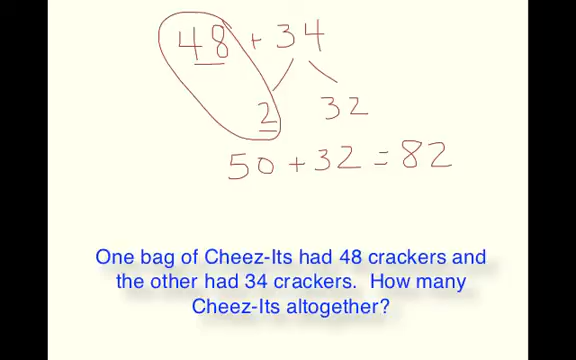 48 + 34
2 32
50 + 32 = 82
One bag of Cheez-Its had 48 crackers and
the other had 34 crackers. How many
Cheez-Its altogether?